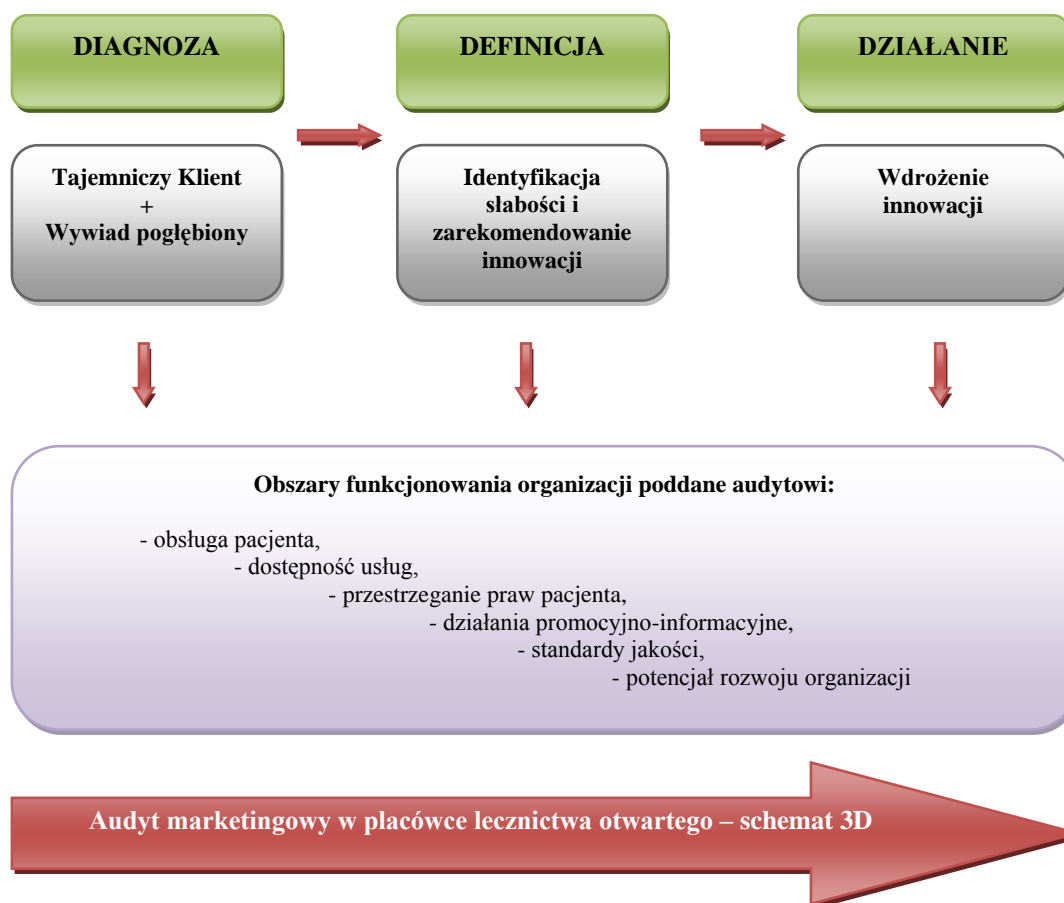 DIAGNOZA
DEFINICJA
DZIAŁANIE
Tajemniczy Klient
+
Wywiad pogłębiony
Identyfikacja
słabości i
zarekomendowanie
innowacji
Wdrożenie
innowacji
Obszary funkcjonowania organizacji poddane audytowi:
- obsługa pacjenta,
- dostępność usług,
- przestrzeganie praw pacjenta,
- działania promocyjno-informacyjne,
- standardy jakości,
- potencjał rozwoju organizacji
Audyt marketingowy w placówce lecznictwa otwartego – schemat 3D